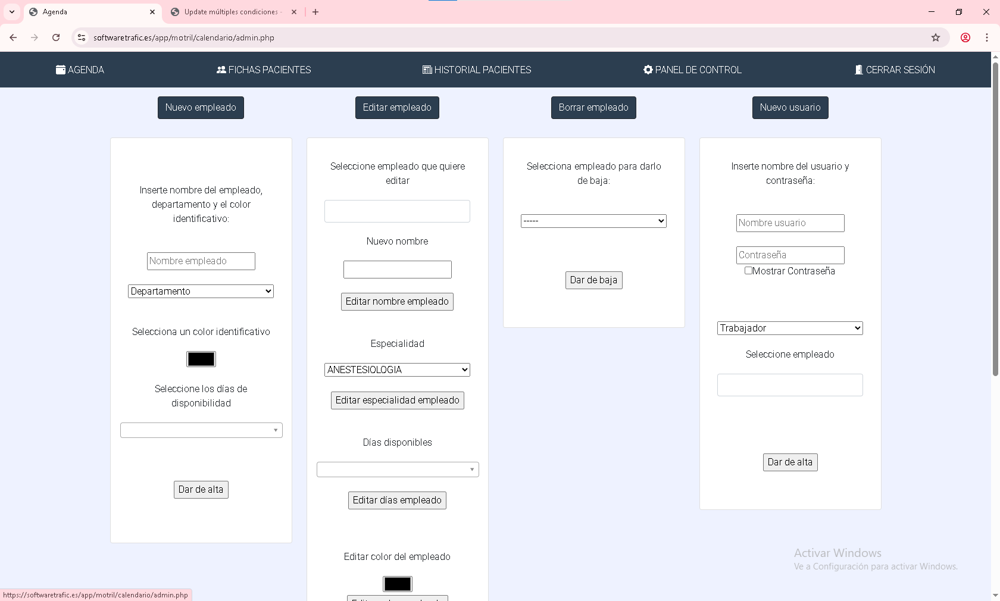 Agenda
Update múltiples condiciones
softwaretrafic.es/app/motril/calendario/admin.php
AGENDA
FICHAS PACIENTES
HISTORIAL PACIENTES
PANEL DE CONTROL
CERRAR SESIÓN
Nuevo empleado
Editar empleado
Borrar empleado
Nuevo usuario
Inserte nombre del empleado,
departamento y el color
identificativo:
Nombre empleado
Departamento
Selecciona un color identificativo
Seleccione los días de
disponibilidad
Dar de alta
Seleccione empleado que quiere
editar
Nuevo nombre
Editar nombre empleado
Especialidad
ANESTESIOLOGIA
Editar especialidad empleado
Días disponibles
Editar días empleado
Editar color del empleado
Selecciona empleado para darlo
de baja:
-----
Dar de baja
Inserte nombre del usuario y
contraseña:
Nombre usuario
Contraseña
Mostrar Contraseña
Trabajador
Seleccione empleado
Dar de alta
Activar Windows
Ve a Configuración para activar Windows.
https://softwaretrafic.es/app/motril/calendario/admin.php